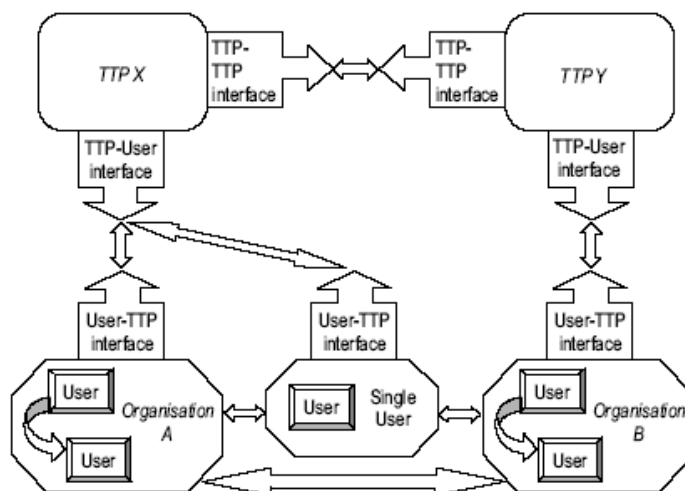 TTP X
TTP-
TTP
interface
TTP-
TTP
interface
TTP Y
TTP-User
interface
TTP-User
interface
User-TTP
interface
User-TTP
interface
User-TTP
interface
User
Organisation
A
User
User
Single
User
User
Organisation
B
User